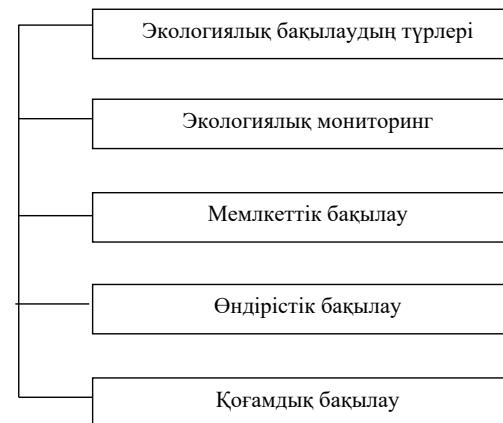 Экологиялық бақылаудың түрлері
Экологиялық мониторинг
Мемлкеттік бақылау
Өндірістік бақылау
Қоғамдық бақылау